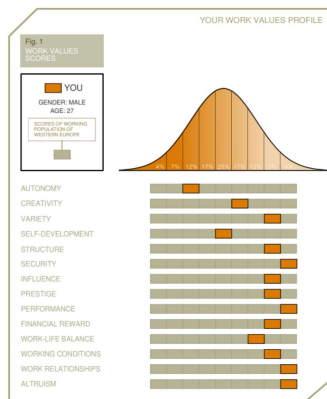 YOUR WORK VALUES PROFILE
Fig. 1
WORK VALUES
SCORES
YOU
GENDER: MALE
AGE: 27
SCORES OF WORKING
POPULATION OF
WESTERN EUROPE
4% 7% 12% 17% 20% 17% 12%
AUTONOMY
CREATIVITY
VARIETY
SELF-DEVELOPMENT
STRUCTURE
SECURITY
INFLUENCE
PRESTIGE
PERFORMANCE
FINANCIAL REWARD
WORK-LIFE BALANCE
WORKING CONDITIONS
WORK RELATIONSHIPS
ALTRUISM